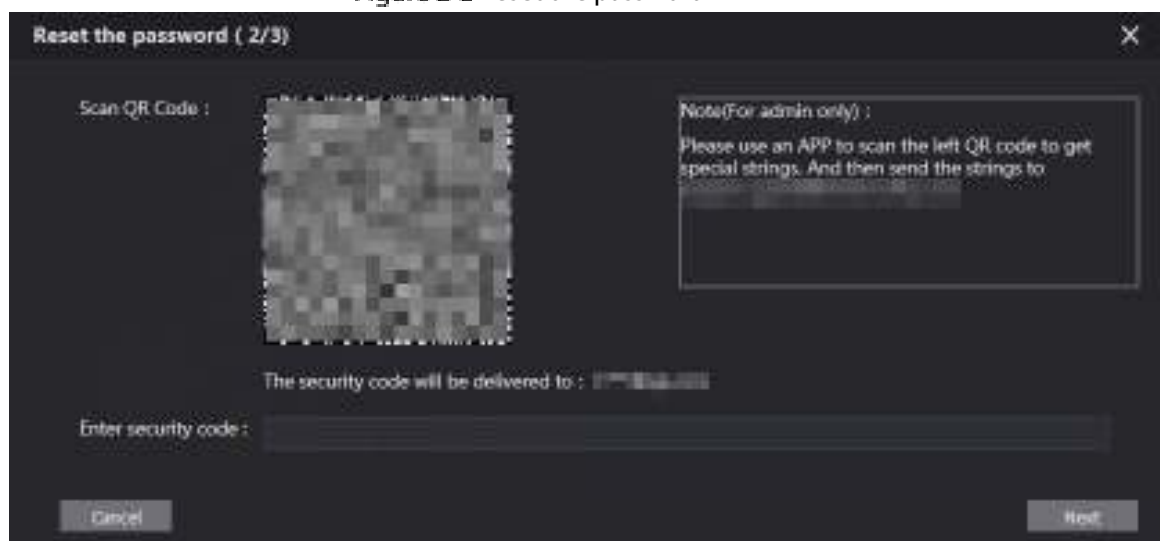 Reset the password ( 2/3)
Scan QR Code :
Note(For admin only) :
Please use an APP to scan the left QR code to get
special strings. And then send the strings to
The security code will be delivered to :
Enter security code :
Cancel
Next